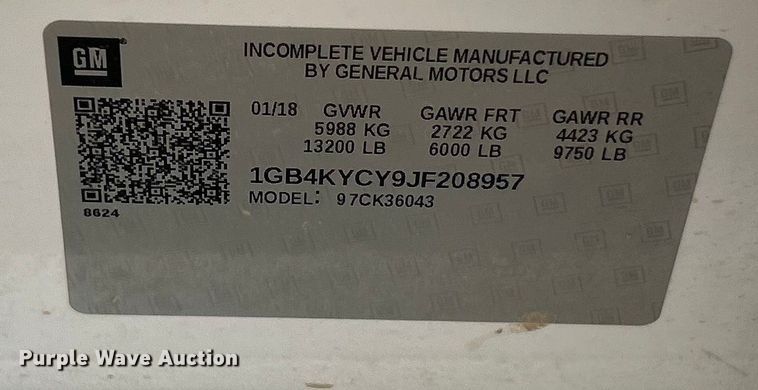 GM
INCOMPLETE VEHICLE MANUFACTURED
BY GENERAL MOTORS LLC
01/18 GVWR GAWR FRT GAWR RR
5988 KG 2722 KG 4423 KG
13200 LB 6000 LB 9750 LB
1GB4KYCY9JF208957
MODEL: 97CK36043
8624
Purple Wave Auction